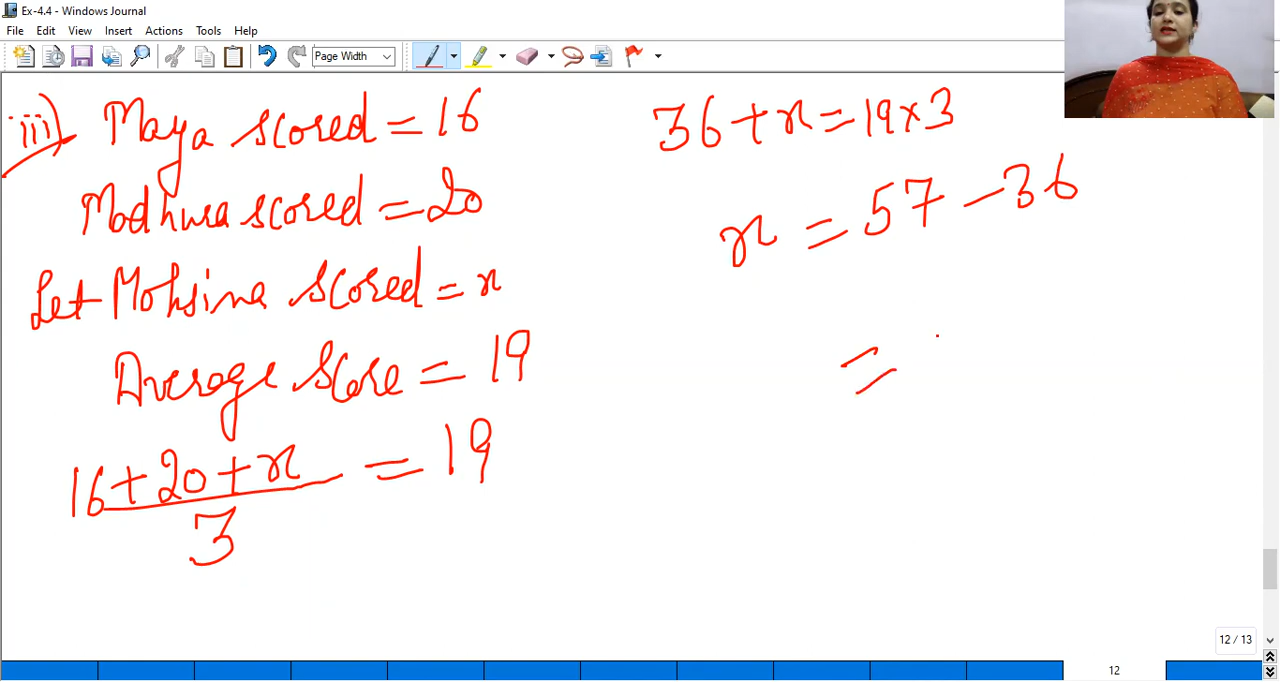 Ex-4.4 - Windows Journal
File Edit View Insert Actions Tools Help
Page Width
iii) Maya scored = 16
Madhura scored = 20
Let Mohsina scored = x
Average score = 19
16+20+x / 3 = 19
36+x=19×3
x = 57-36
=
12 / 13
12